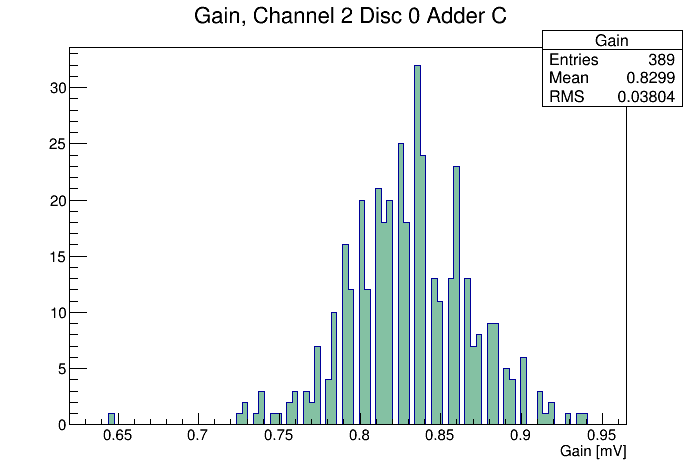 Gain, Channel 2 Disc 0 Adder C
Gain
Entries 389
Mean 0.8299
RMS 0.03804
30
25
20
15
10
5
0
0.65 0.7 0.75 0.8 0.85 0.9 0.95
Gain [mV]